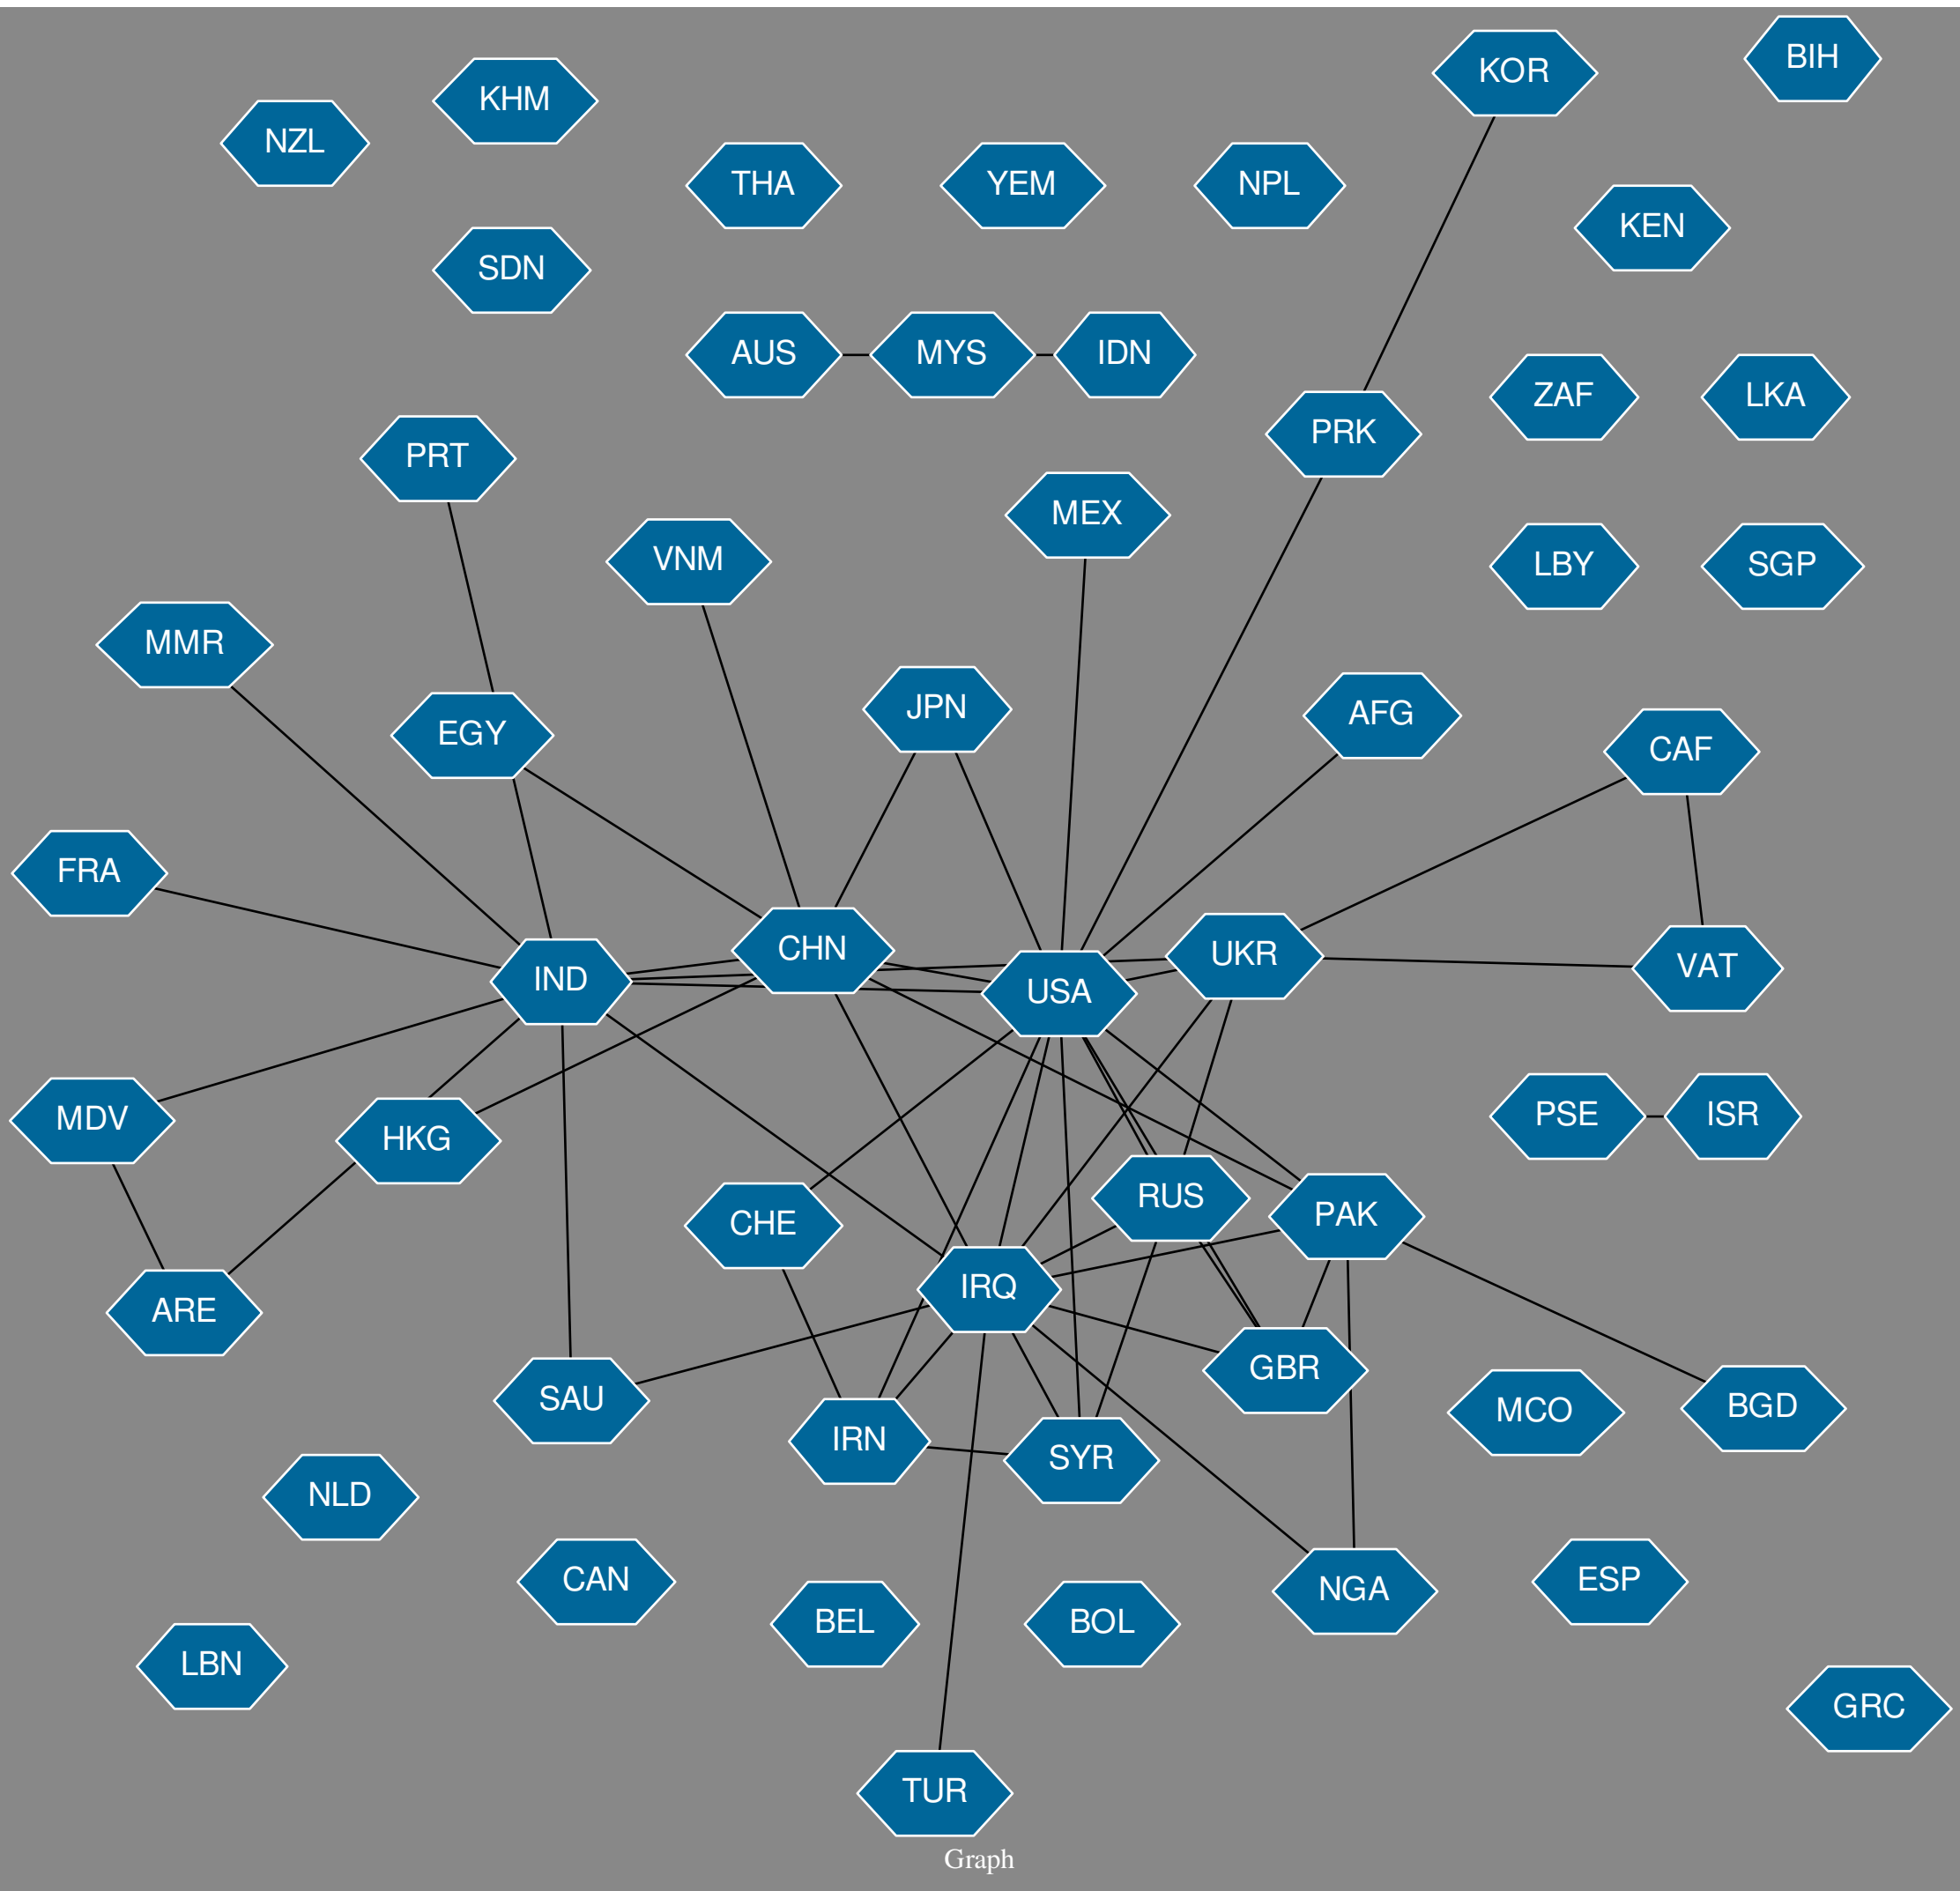 KOR
BIH
KHM
NZL
THA
YEM
NPL
KEN
SDN
AUS
MYS
IDN
ZAF
LKA
PRK
PRT
MEX
VNM
LBY
SGP
MMR
JPN
AFG
EGY
CAF
FRA
CHN
UKR
VAT
IND
USA
MDV
PSE
ISR
HKG
RUS
PAK
CHE
IRQ
ARE
GBR
SAU
MCO
BGD
IRN
SYR
NLD
CAN
ESP
NGA
BEL
BOL
LBN
GRC
TUR
Graph